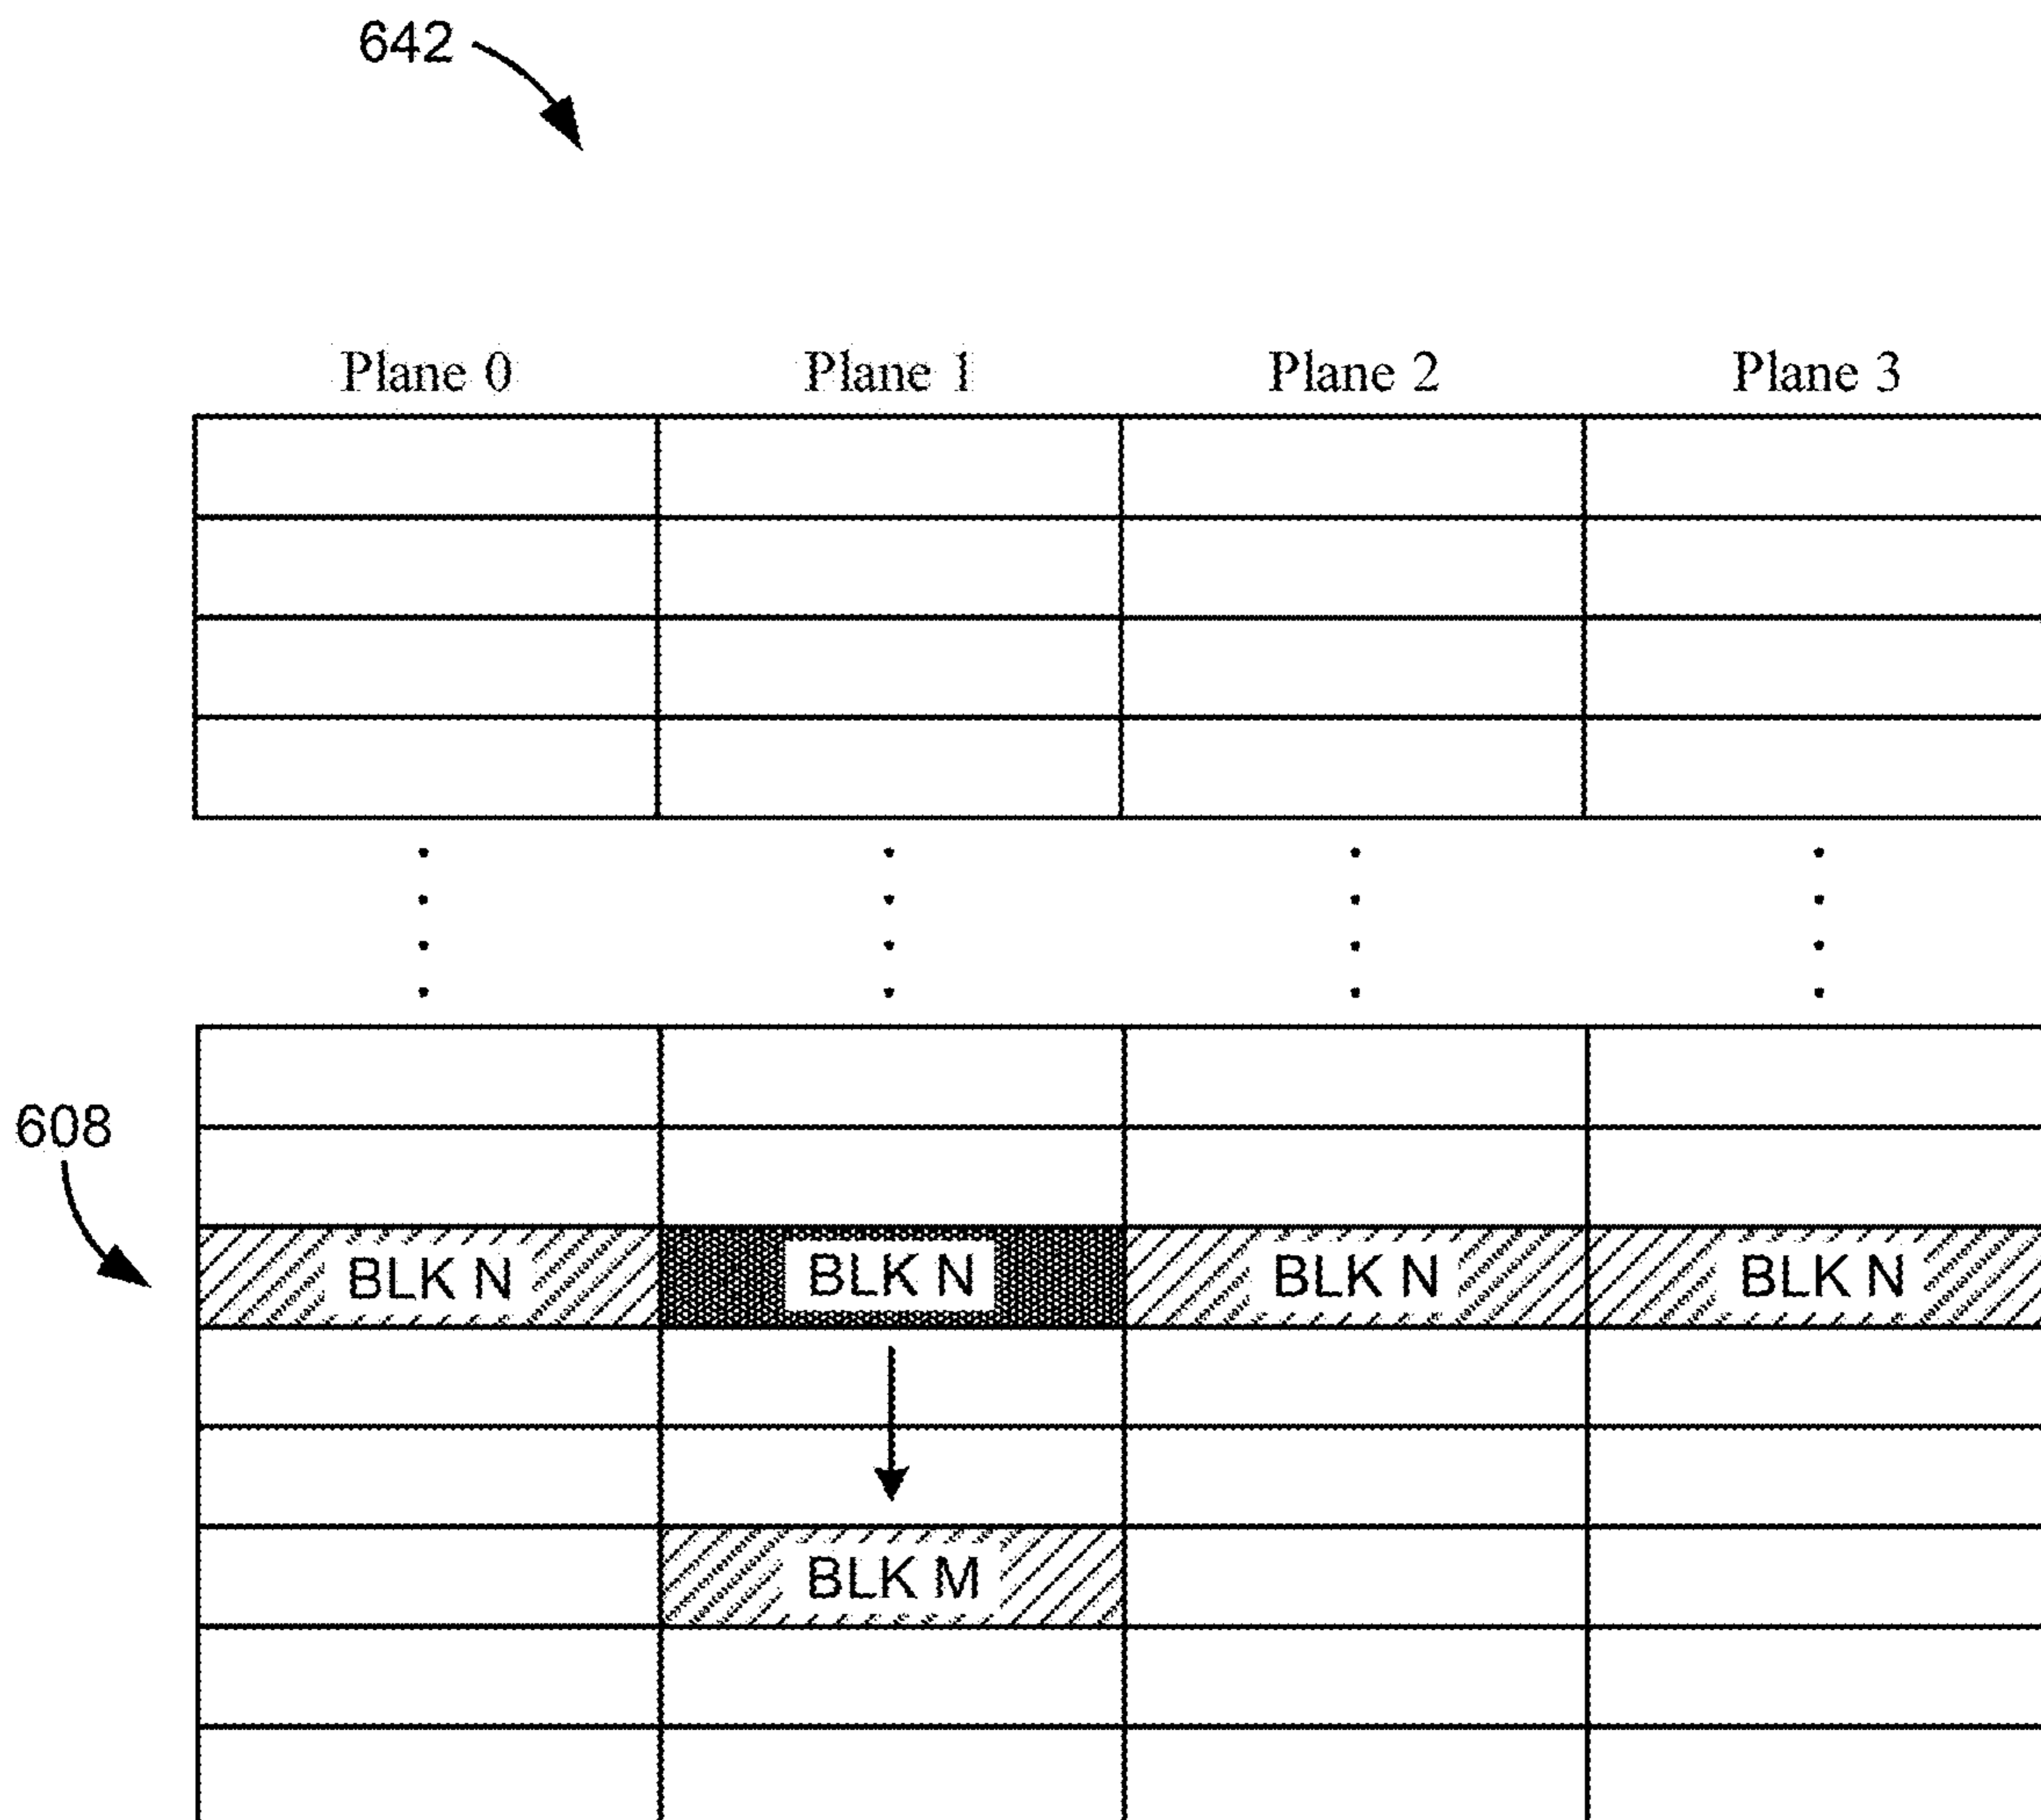 642
Plane 0 Plane 1 Plane 2 Plane 3
608
BLK N BLK N BLK N BLK N
BLK M